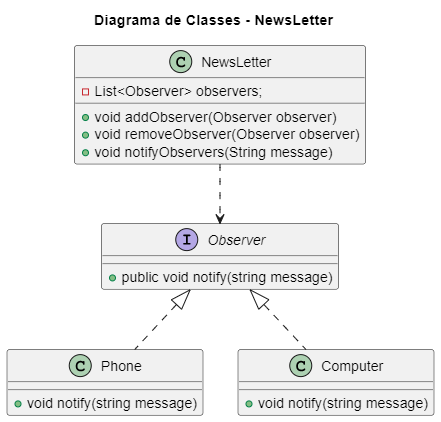 Diagrama de Classes - NewsLetter
C NewsLetter
List<Observer> observers;
void addObserver(Observer observer)
void removeObserver(Observer observer)
void notifyObservers(String message)
I Observer
public void notify(string message)
C Phone
void notify(string message)
C Computer
void notify(string message)